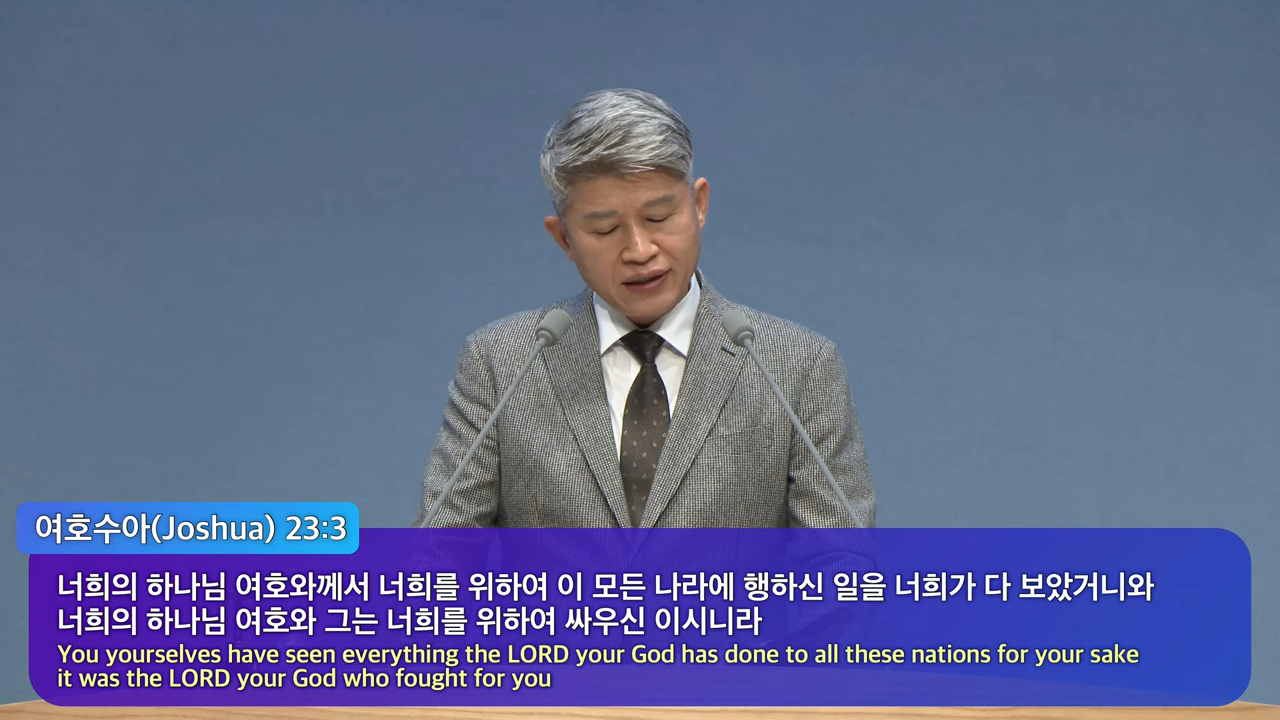 여호수아(Joshua) 23:3
너희의 하나님 여호와께서 너희를 위하여 이 모든 나라에 행하신 일을 너희가 다 보았거니와
너희의 하나님 여호와 그는 너희를 위하여 싸우신 이시니라
You yourselves have seen everything the LORD your God has done to all these nations for your sake
it was the LORD your God who fought for you